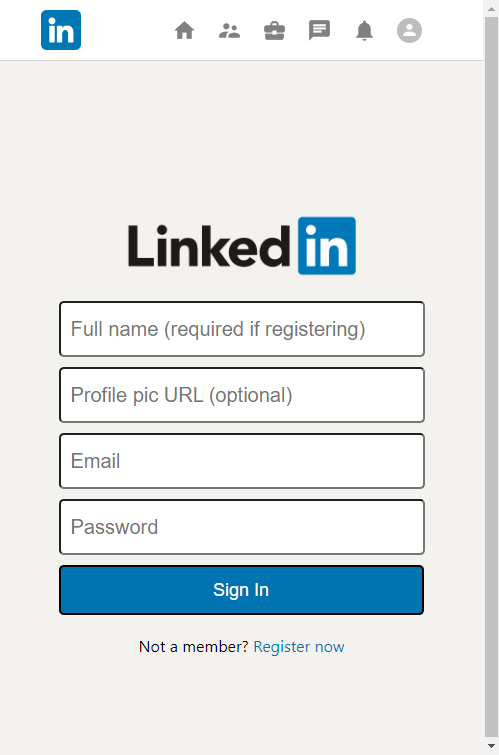 in
Linked in
Full name (required if registering)
Profile pic URL (optional)
Email
Password
Sign In
Not a member? Register now